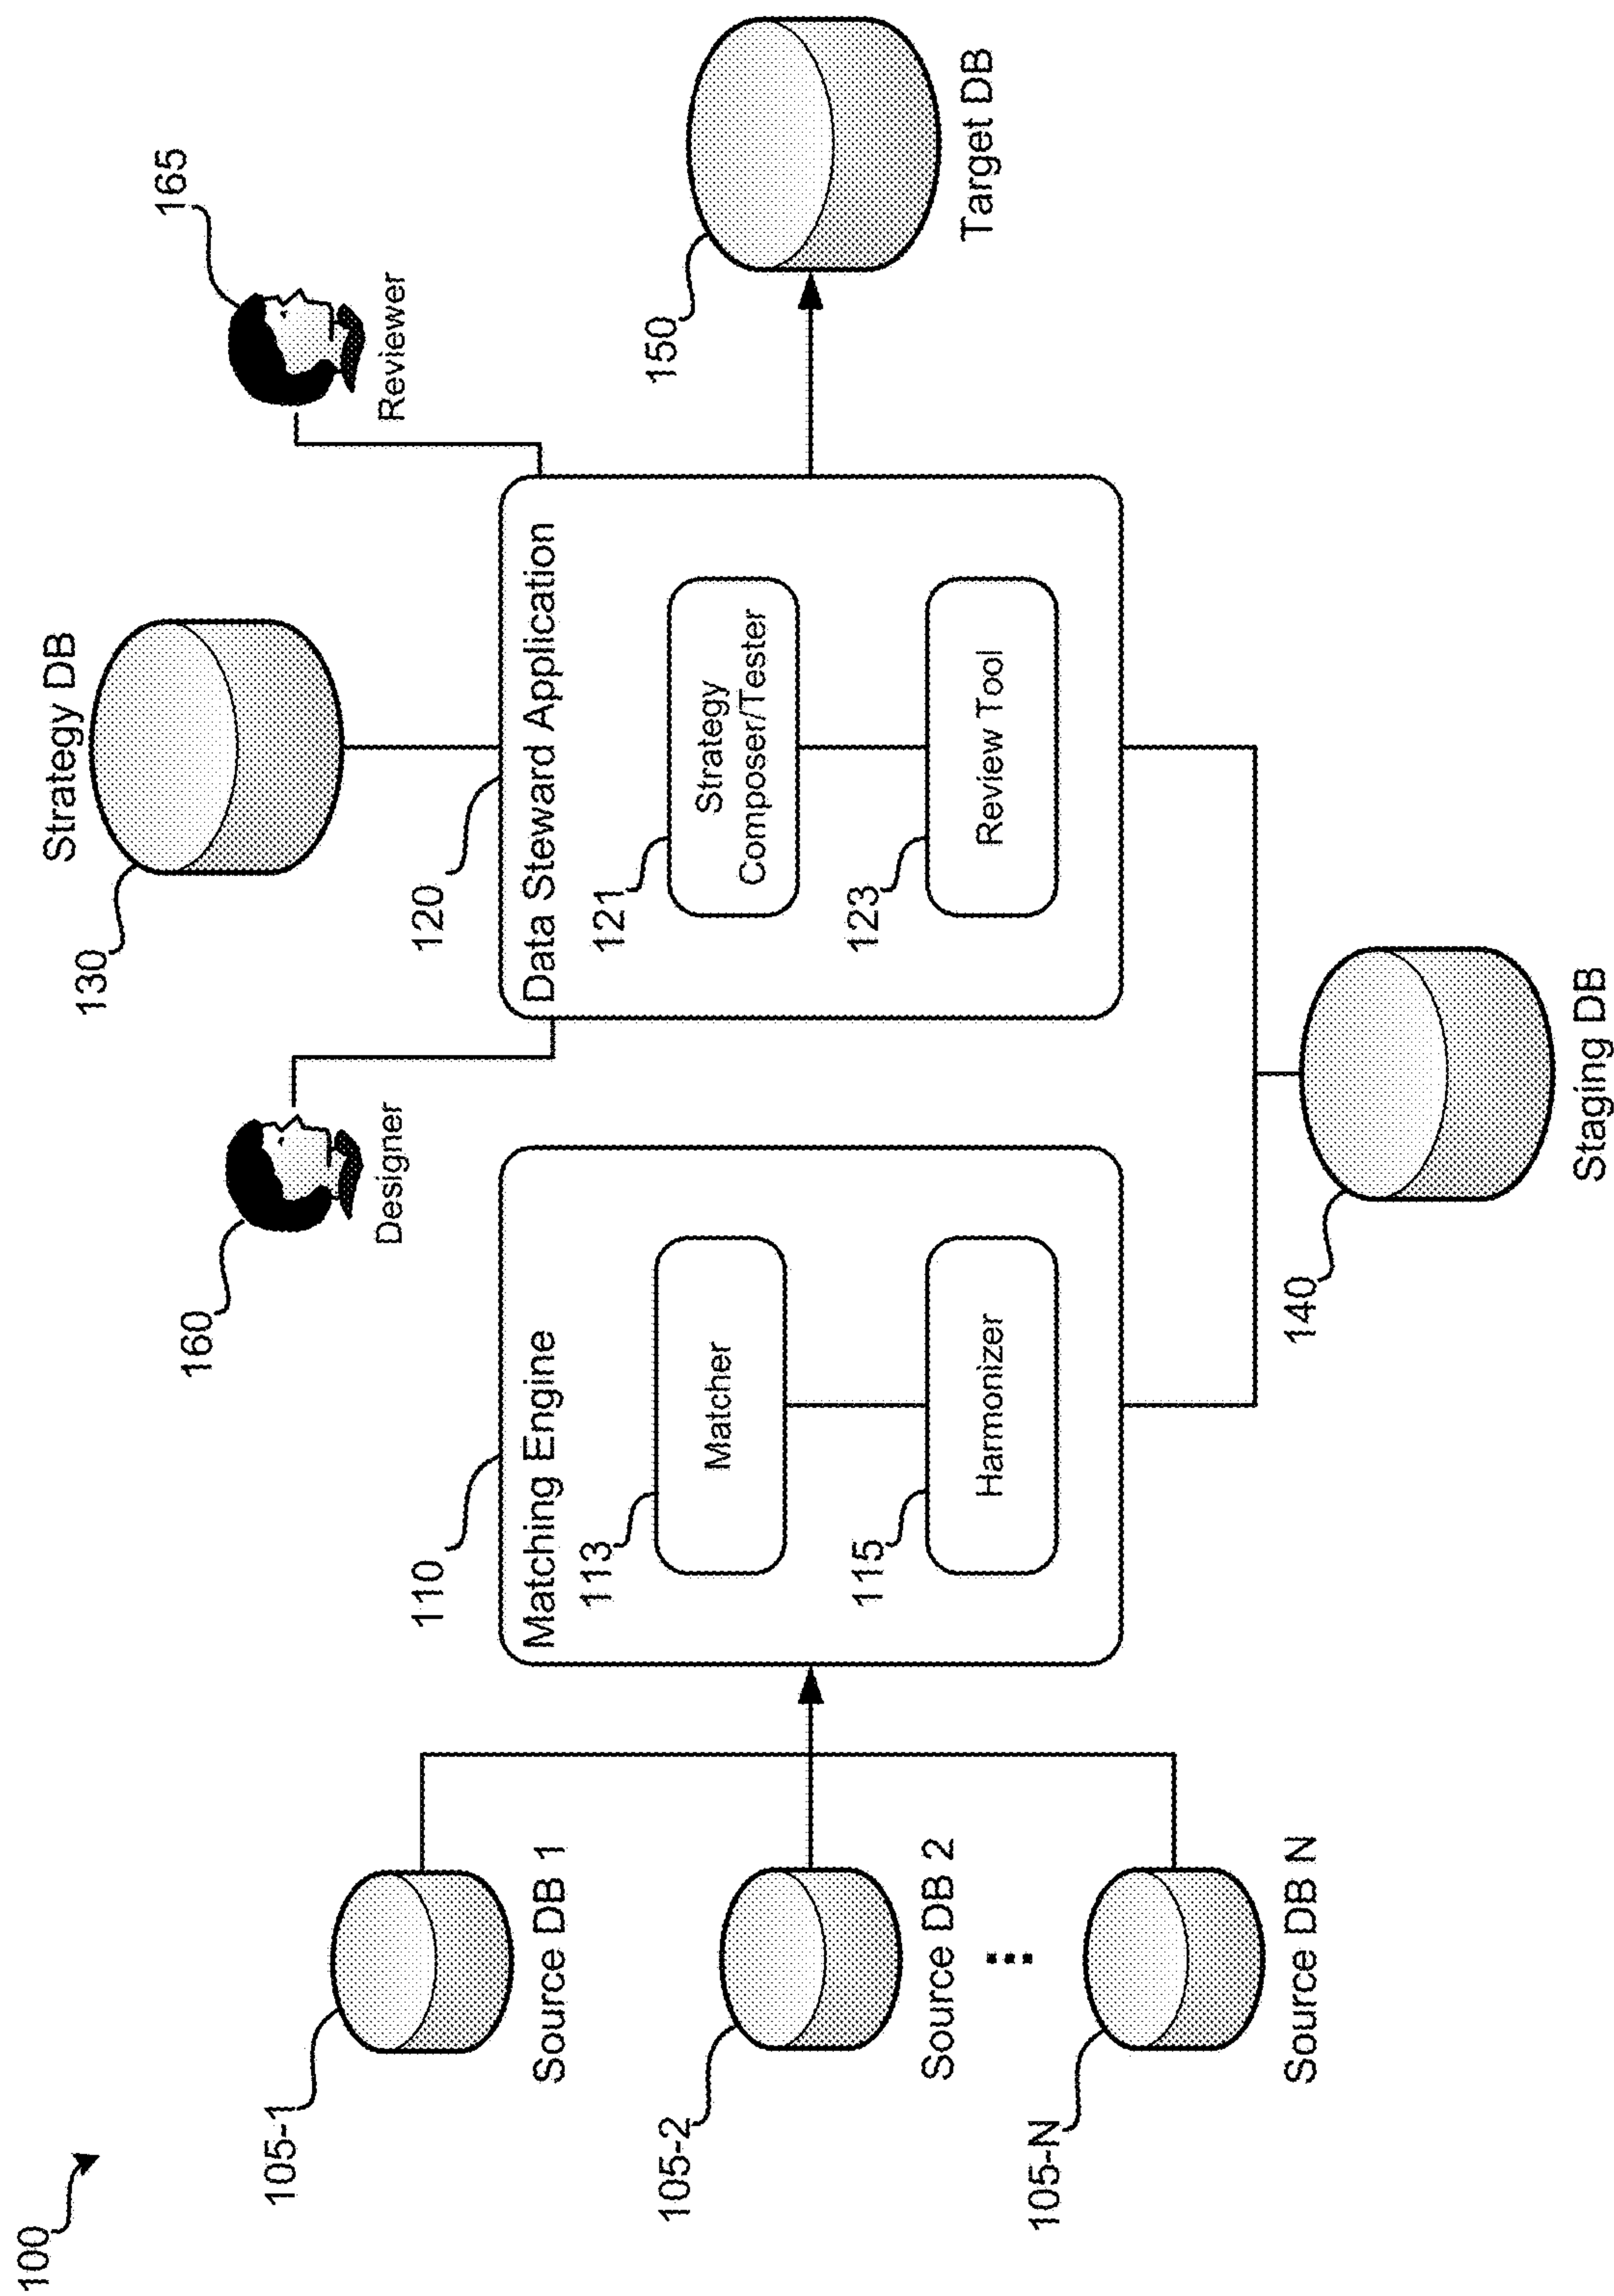 100
105-1
Source DB 1
105-2
Source DB 2
105-N
Source DB N
110
Matching Engine
113
Matcher
115
Harmonizer
160
Designer
130
Strategy DB
120
Data Steward Application
121
Strategy
Composer/Tester
123
Review Tool
165
Reviewer
140
Staging DB
150
Target DB